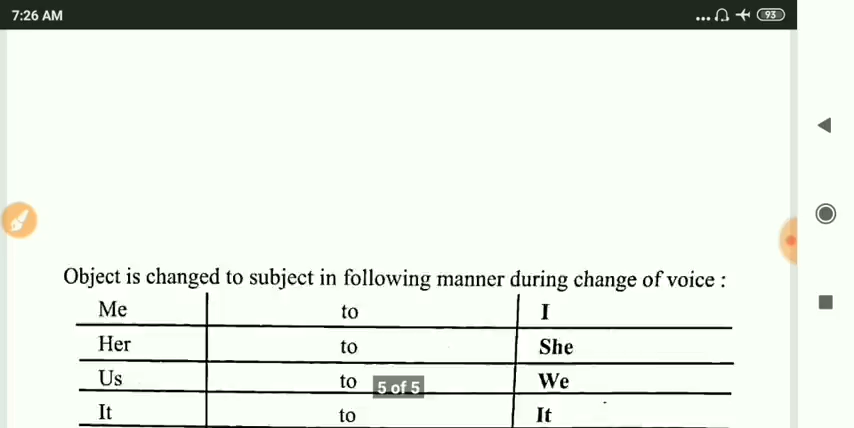 7:26 AM
93
Object is changed to subject in following manner during change of voice :
Me to I
Her to She
Us to We
5 of 5
It to It